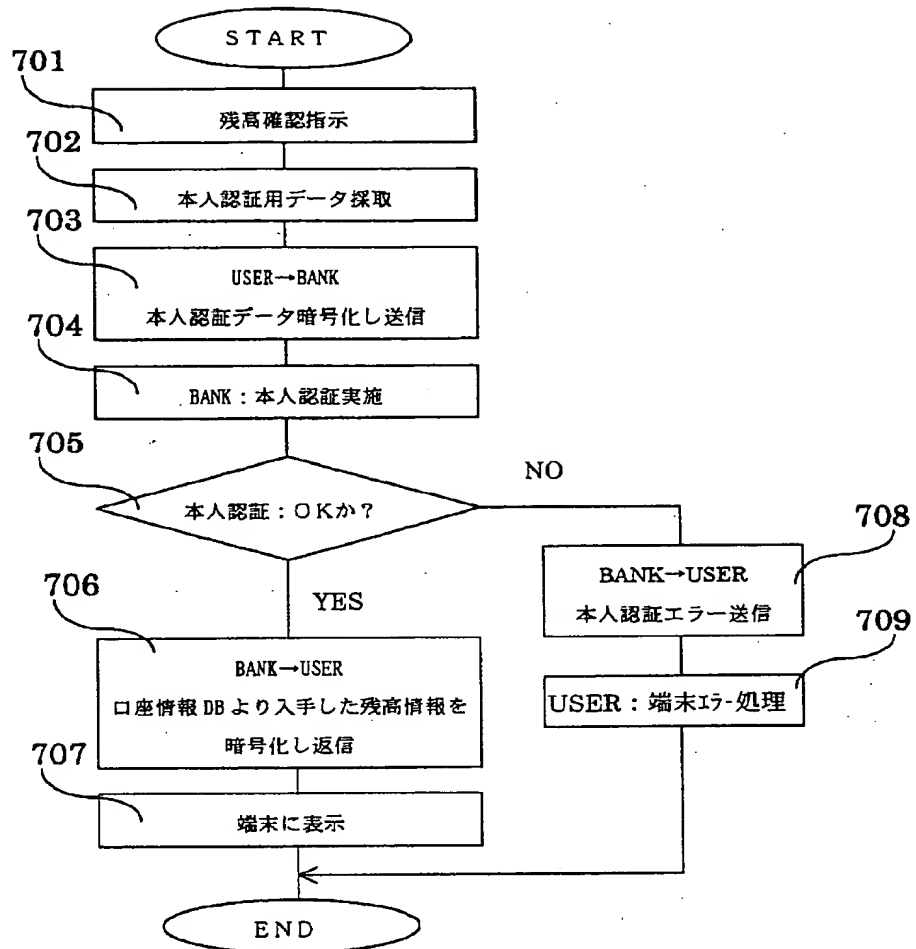 START
701
残高確認指示
702
本人認証用データ採取
703
USER→BANK
本人認証データ暗号化し送信
704
BANK：本人認証実施
705
本人認証：OKか？
NO
YES
706
BANK→USER
口座情報DBより入手した残高情報を
暗号化し返信
707
端末に表示
708
BANK→USER
本人認証エラー送信
709
USER：端末ｴﾗｰ処理
END